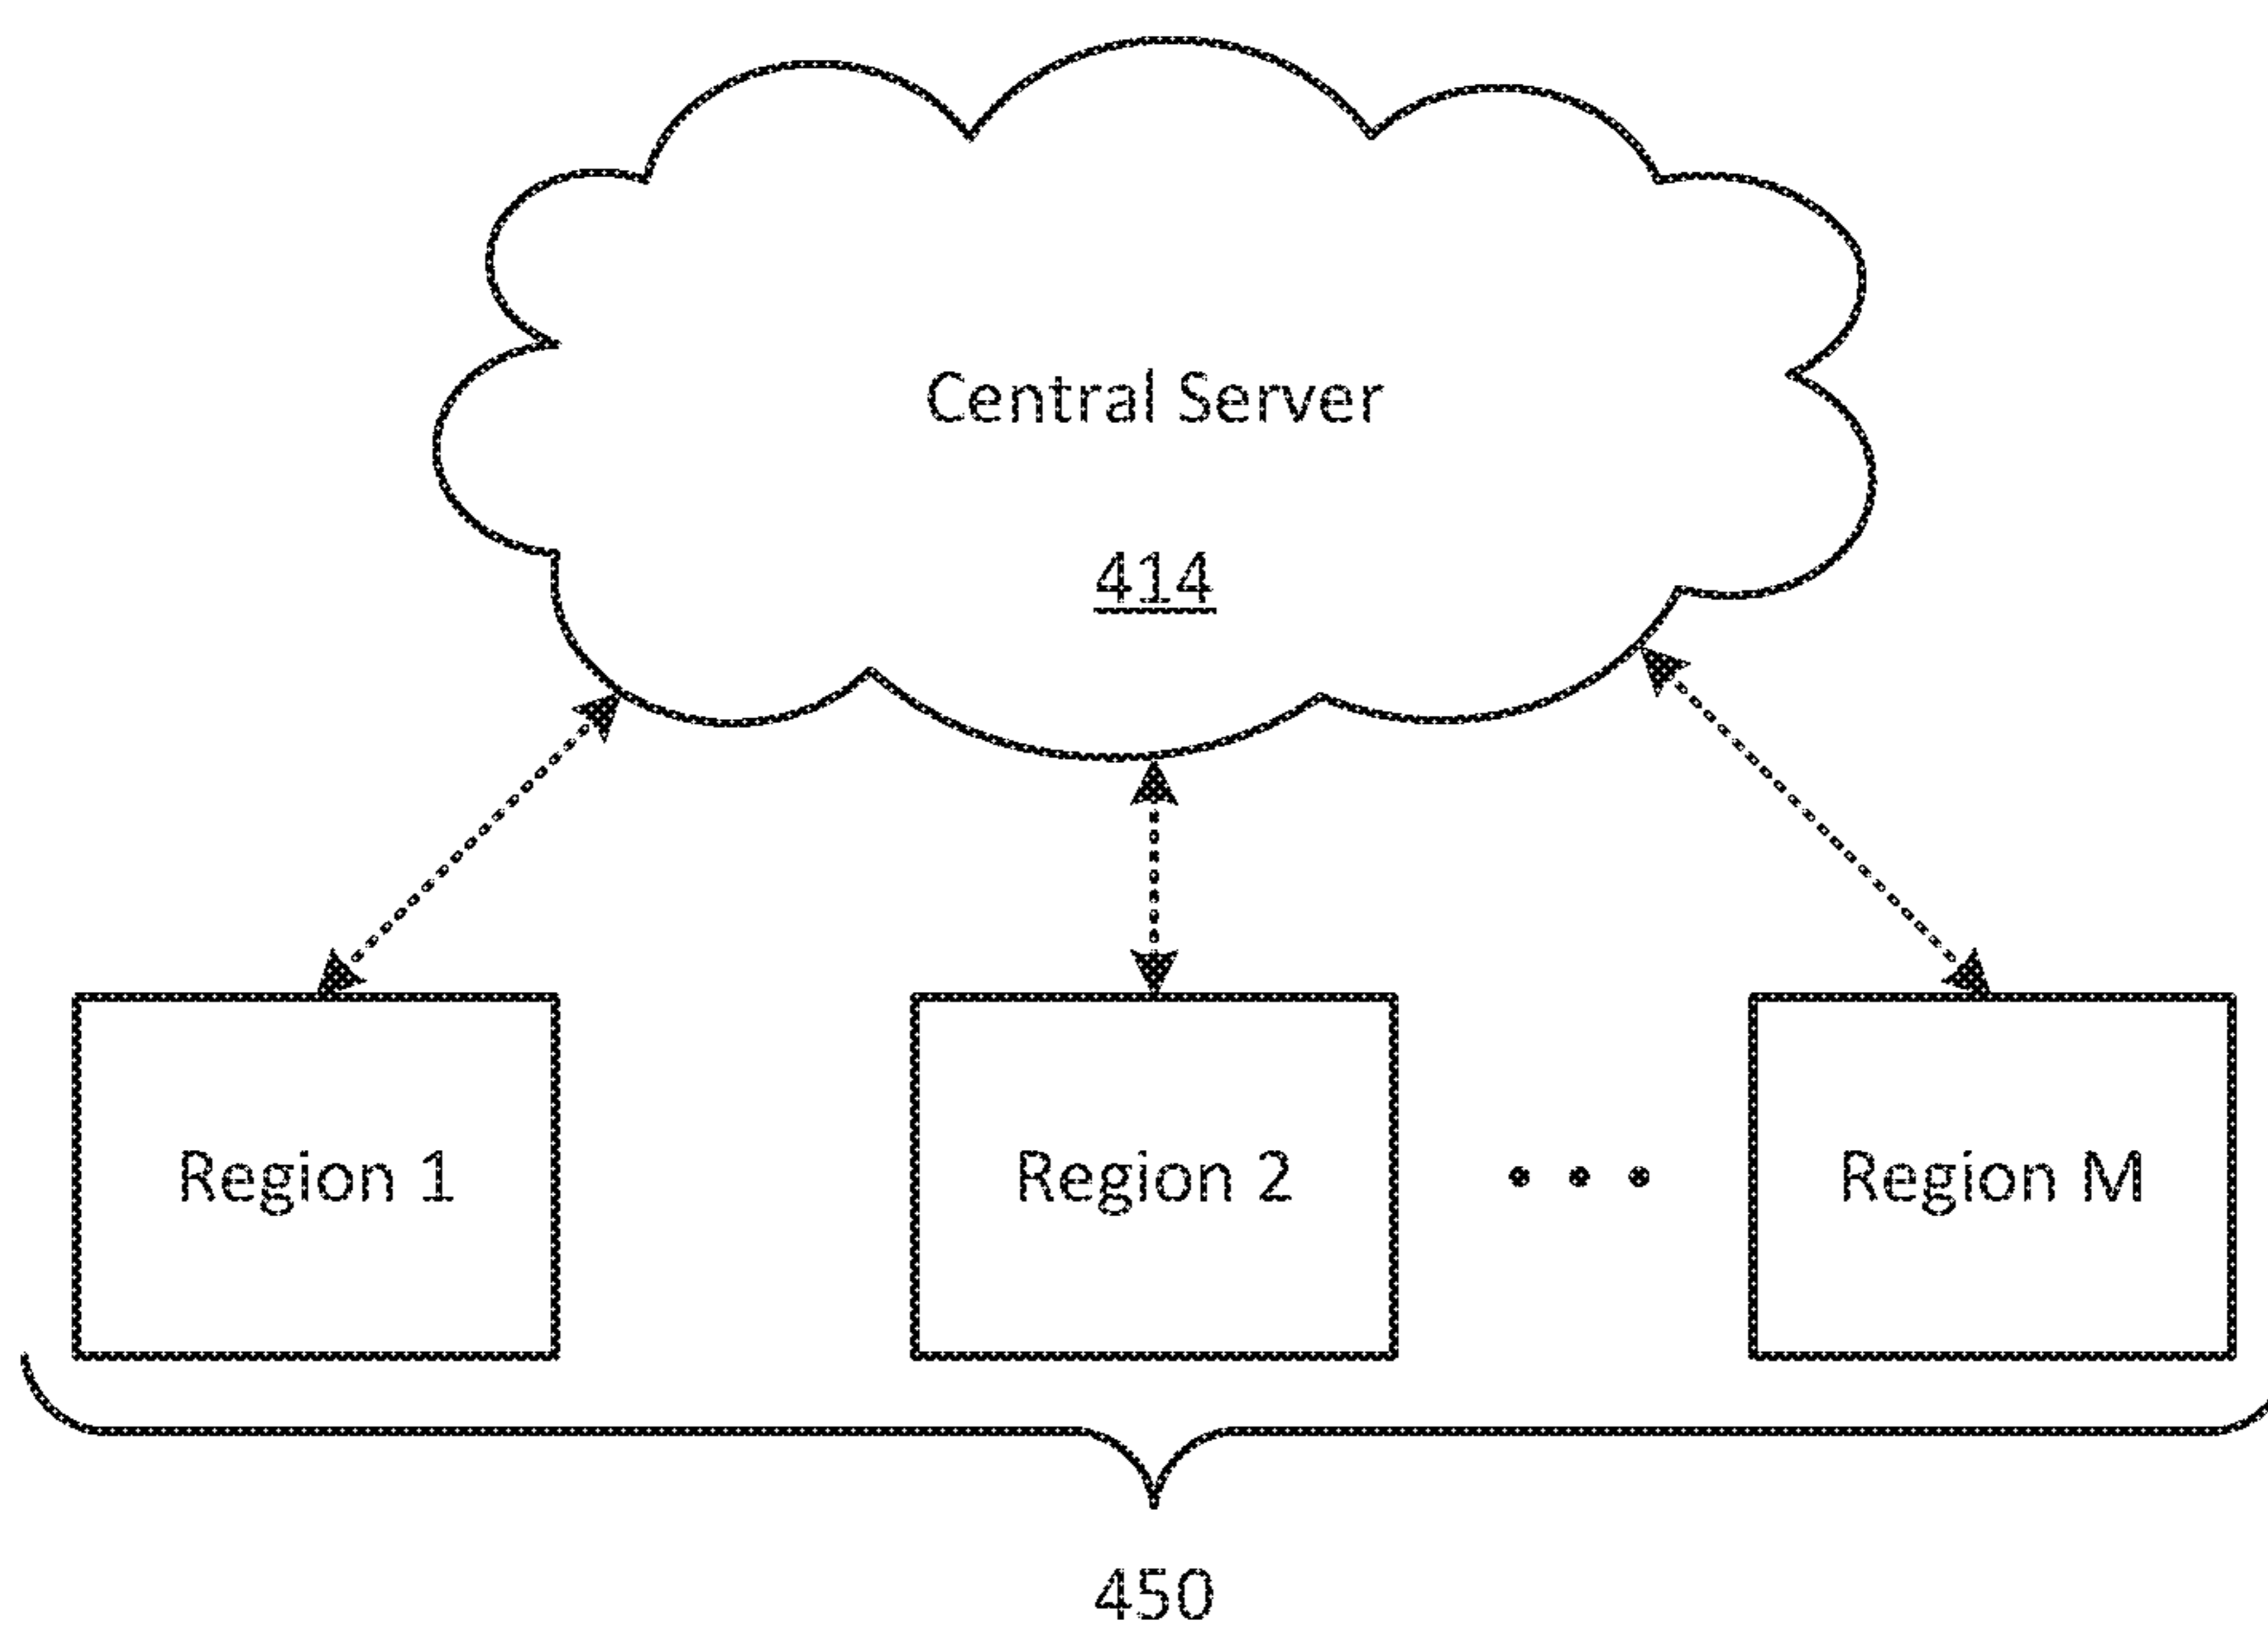 Central Server
414
Region 1
Region 2
• • •
Region M
450